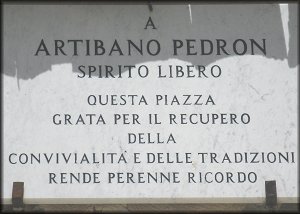 A
ARTIBANO PEDRON
SPIRITO LIBERO
QUESTA PIAZZA
GRATA PER IL RECUPERO
DELLA
CONVIVIALITÀ E DELLE TRADIZIONI
RENDE PERENNE RICORDO